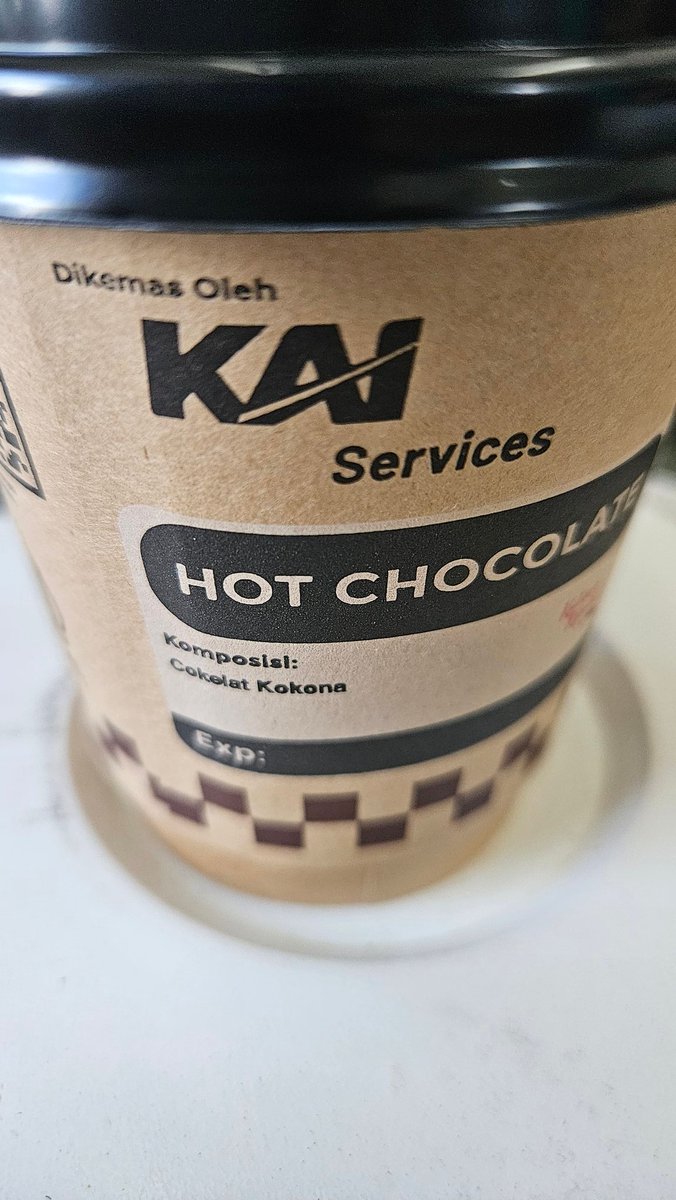 Dikemas Oleh
KAI
Services
HOT CHOCOLATE
Komposisi:
Cokelat Kokona
Exp: